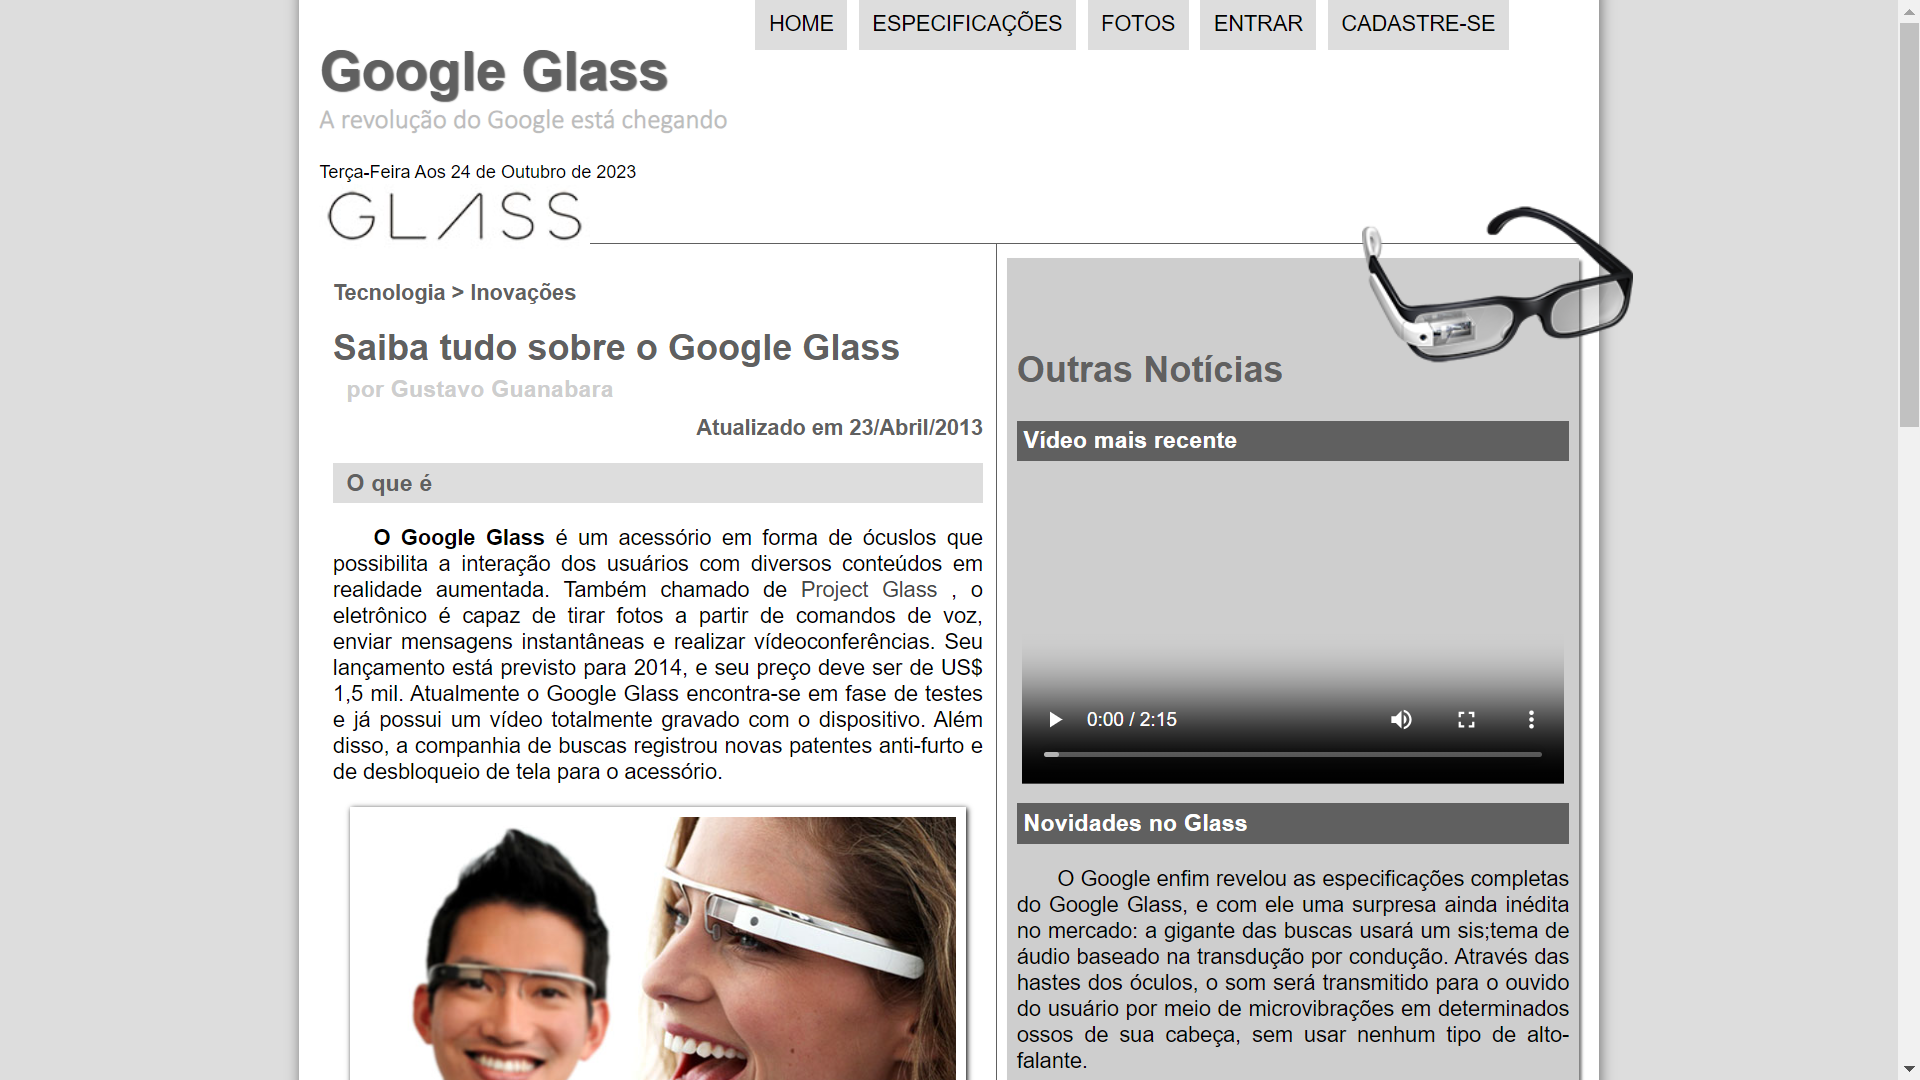 HOME ESPECIFICAÇÕES FOTOS ENTRAR CADASTRE-SE
Google Glass
A revolução do Google está chegando
Terça-Feira Aos 24 de Outubro de 2023
GLASS
Tecnologia > Inovações
Saiba tudo sobre o Google Glass
por Gustavo Guanabara
Atualizado em 23/Abril/2013
O que é
O Google Glass é um acessório em forma de ócuslos que
possibilita a interação dos usuários com diversos conteúdos em
realidade aumentada. Também chamado de Project Glass , o
eletrônico é capaz de tirar fotos a partir de comandos de voz,
enviar mensagens instantâneas e realizar vídeoconferências. Seu
lançamento está previsto para 2014, e seu preço deve ser de US$
1,5 mil. Atualmente o Google Glass encontra-se em fase de testes
e já possui um vídeo totalmente gravado com o dispositivo. Além
disso, a companhia de buscas registrou novas patentes anti-furto e
de desbloqueio de tela para o acessório.
Outras Notícias
Vídeo mais recente
0:00 / 2:15
Novidades no Glass
O Google enfim revelou as especificações completas
do Google Glass, e com ele uma surpresa ainda inédita
no mercado: a gigante das buscas usará um sis;tema de
áudio baseado na transdução por condução. Através das
hastes dos óculos, o som será transmitido para o ouvido
do usuário por meio de microvibrações em determinados
ossos de sua cabeça, sem usar nenhum tipo de alto-
falante.